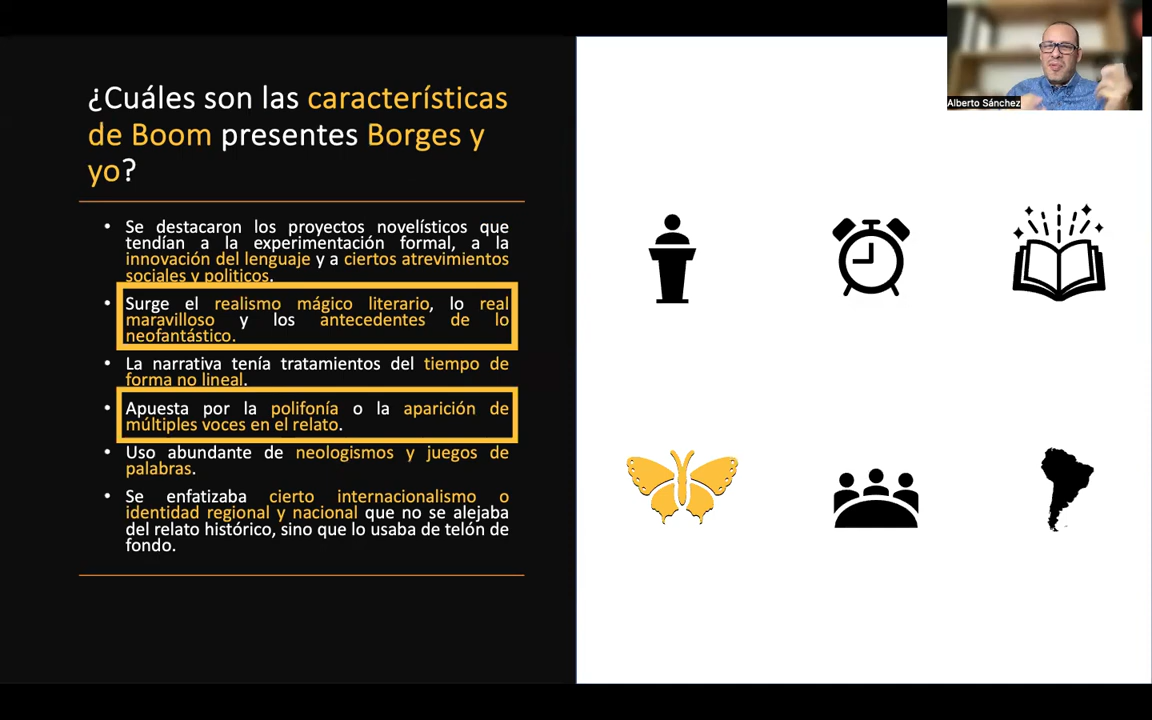 ¿Cuáles son las características
de Boom presentes Borges y
yo?
• Se destacaron los proyectos novelísticos que
tendían a la experimentación formal, a la
innovación del lenguaje y a ciertos atrevimientos
sociales y politicos.
• Surge el realismo mágico literario, lo real
maravilloso y los antecedentes de lo
neofantástico.
• La narrativa tenía tratamientos del tiempo de
forma no lineal.
• Apuesta por la polifonía o la aparición de
múltiples voces en el relato.
• Uso abundante de neologismos y juegos de
palabras.
• Se enfatizaba cierto internacionalismo o
identidad regional y nacional que no se alejaba
del relato histórico, sino que lo usaba de telón de
fondo.
Alberto Sánchez